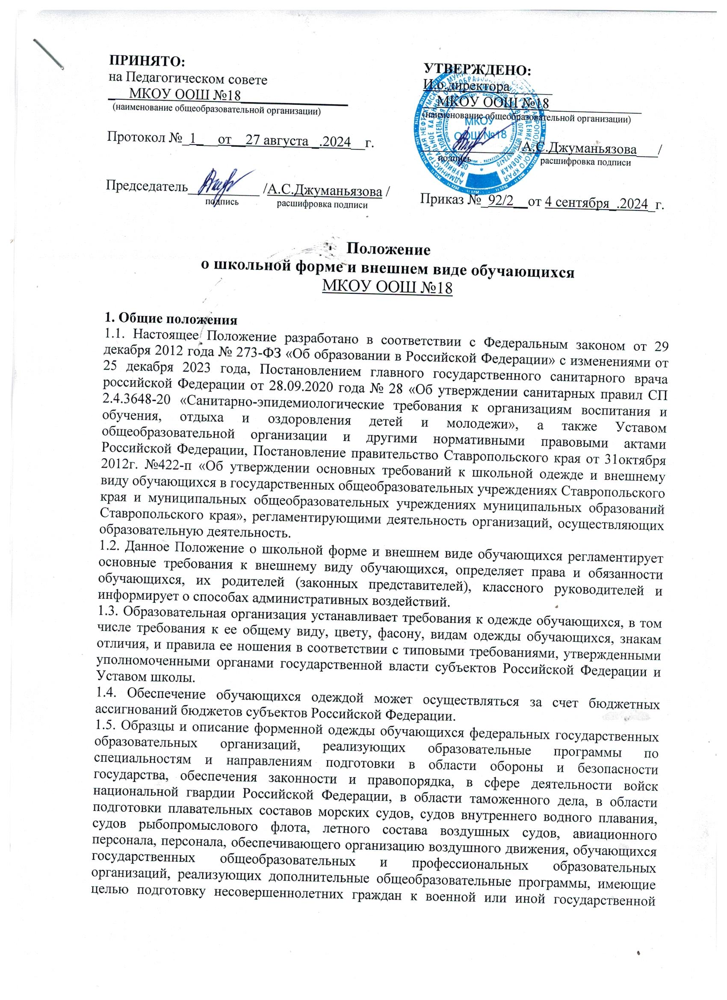 ПРИНЯТО:
на Педагогическом совете
___МКОУ ООШ №18_______________
(наименование общеобразовательной организации)
Протокол №_1____от__27 августа_.2024__г.
Председатель__________ /А.С.Джуманьязова /
подпись расшифровка подписи
УТВЕРЖДЕНО:
И.о.директора______
__МКОУ ООШ №18_____________
(наименование общеобразовательной организации)
МКОУ
ООШ №18
/А.С.Джуманьязова___/
подпись расшифровка подписи
Приказ №_92/2__от 4 сентября_.2024_г.
Положение
о школьной форме и внешнем виде обучающихся
МКОУ ООШ №18
1. Общие положения
1.1. Настоящее Положение разработано в соответствии с Федеральным законом от 29
декабря 2012 года № 273-ФЗ «Об образовании в Российской Федерации» с изменениями от
25 декабря 2023 года, Постановлением главного государственного санитарного врача
российской Федерации от 28.09.2020 года № 28 «Об утверждении санитарных правил СП
2.4.3648-20 «Санитарно-эпидемиологические требования к организациям воспитания и
обучения, отдыха и оздоровления детей и молодежи», а также Уставом
общеобразовательной организации и другими нормативными правовыми актами
Российской Федерации, Постановление правительство Ставропольского края от 31октября
2012г. №422-п «Об утверждении основных требований к школьной одежде и внешнему
виду обучающихся в государственных общеобразовательных учреждениях Ставропольского
края и муниципальных общеобразовательных учреждениях муниципальных образований
Ставропольского края», регламентирующими деятельность организаций, осуществляющих
образовательную деятельность.
1.2. Данное Положение о школьной форме и внешнем виде обучающихся регламентирует
основные требования к внешнему виду обучающихся, определяет права и обязанности
обучающихся, их родителей (законных представителей), классного руководителей и
информирует о способах административных воздействий.
1.3. Образовательная организация устанавливает требования к одежде обучающихся, в том
числе требования к ее общему виду, цвету, фасону, видам одежды обучающихся, знакам
отличия, и правила ее ношения в соответствии с типовыми требованиями, утвержденными
уполномоченными органами государственной власти субъектов Российской Федерации и
Уставом школы.
1.4. Обеспечение обучающихся одеждой может осуществляться за счет бюджетных
ассигнований бюджетов субъектов Российской Федерации.
1.5. Образцы и описание форменной одежды обучающихся федеральных государственных
образовательных организаций, реализующих образовательные программы по
специальностям и направлениям подготовки в области обороны и безопасности
государства, обеспечения законности и правопорядка, в сфере деятельности войск
национальной гвардии Российской Федерации, в области таможенного дела, в области
подготовки плавательных составов морских судов, судов внутреннего водного плавания,
судов рыбопромыслового флота, летного состава воздушных судов, авиационного
персонала, персонала, обеспечивающего организацию воздушного движения, обучающихся
государственных общеобразовательных и профессиональных образовательных
организаций, реализующих дополнительные общеобразовательные программы, имеющие
целью подготовку несовершеннолетних граждан к военной или иной государственной